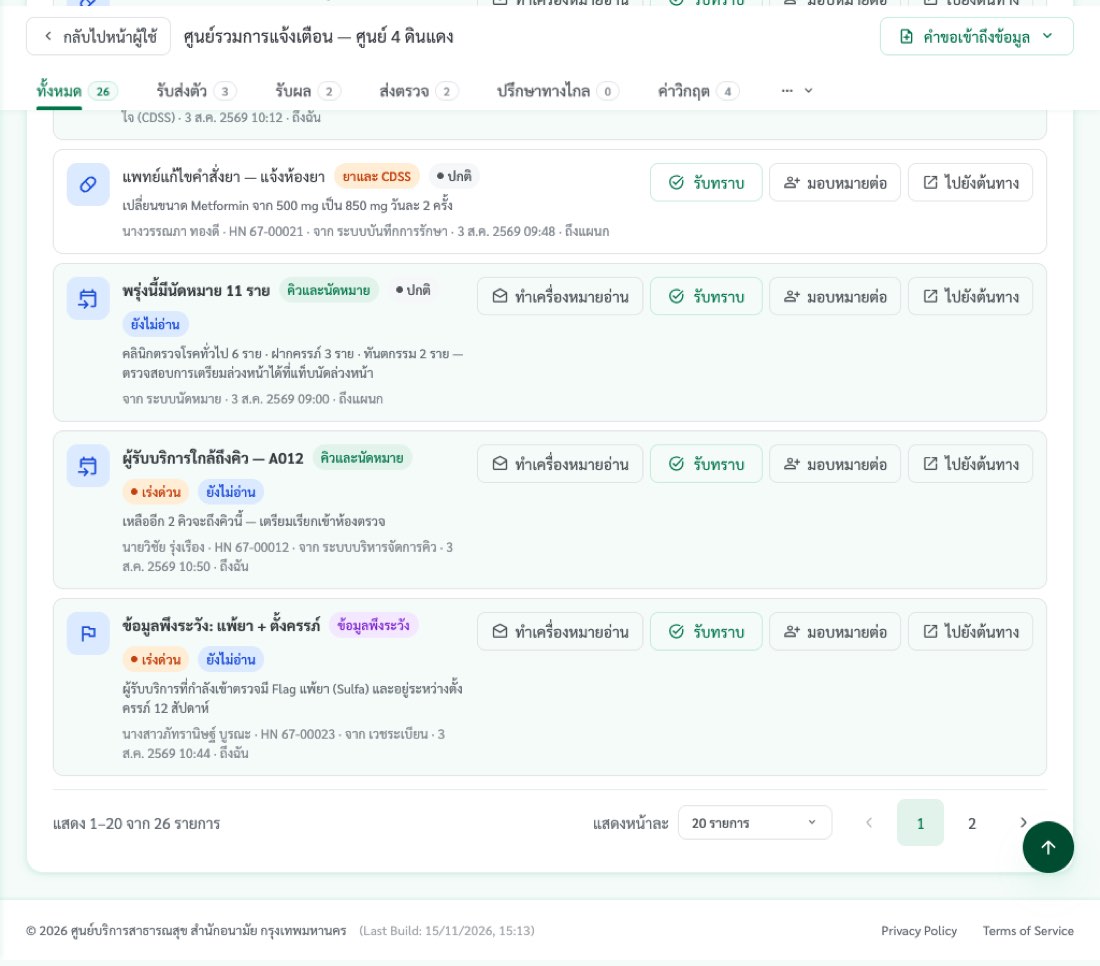 กลับไปหน้าผู้ใช้ ศูนย์รวมการแจ้งเตือน — ศูนย์ 4 ดินแดง คำขอเข้าถึงข้อมูล
ทั้งหมด 26 รับส่งตัว 3 รับผล 2 ส่งตรวจ 2 ปรึกษาทางไกล 0 ค่าวิกฤต 4 ...
ใจ (CDSS) · 3 ส.ค. 2569 10:12 · ถึงฉัน
แพทย์แก้ไขคำสั่งยา — แจ้งห้องยา ยาและ CDSS ปกติ รับทราบ มอบหมายต่อ ไปยังต้นทาง
เปลี่ยนขนาด Metformin จาก 500 mg เป็น 850 mg วันละ 2 ครั้ง
นางวรรณภา ทองดี · HN 67-00021 · จาก ระบบบันทึกการรักษา · 3 ส.ค. 2569 09:48 · ถึงแผนก
พรุ่งนี้มีนัดหมาย 11 ราย คิวและนัดหมาย ปกติ ทำเครื่องหมายอ่าน รับทราบ มอบหมายต่อ ไปยังต้นทาง
ยังไม่อ่าน
คลินิกตรวจโรคทั่วไป 6 ราย · ฝากครรภ์ 3 ราย · ทันตกรรม 2 ราย —
ตรวจสอบการเตรียมล่วงหน้าได้ที่แท็บนัดล่วงหน้า
จาก ระบบนัดหมาย · 3 ส.ค. 2569 09:00 · ถึงแผนก
ผู้รับบริการใกล้ถึงคิว — A012 คิวและนัดหมาย ทำเครื่องหมายอ่าน รับทราบ มอบหมายต่อ ไปยังต้นทาง
เร่งด่วน ยังไม่อ่าน
เหลืออีก 2 คิวจะถึงคิวนี้ — เตรียมเรียกเข้าห้องตรวจ
นายวิชัย รุ่งเรือง · HN 67-00012 · จาก ระบบบริหารจัดการคิว · 3
ส.ค. 2569 10:50 · ถึงฉัน
ข้อมูลพึงระวัง: แพ้ยา + ตั้งครรภ์ ข้อมูลพึงระวัง ทำเครื่องหมายอ่าน รับทราบ มอบหมายต่อ ไปยังต้นทาง
เร่งด่วน ยังไม่อ่าน
ผู้รับบริการที่กำลังเข้าตรวจมี Flag แพ้ยา (Sulfa) และอยู่ระหว่างตั้ง
ครรภ์ 12 สัปดาห์
นางสาวภัทรานิษฐ์ บูรณะ · HN 67-00023 · จาก เวชระเบียน · 3
ส.ค. 2569 10:44 · ถึงฉัน
แสดง 1–20 จาก 26 รายการ แสดงหน้าละ 20 รายการ 1 2
© 2026 ศูนย์บริการสาธารณสุข สำนักอนามัย กรุงเทพมหานคร (Last Build: 15/11/2026, 15:13) Privacy Policy Terms of Service